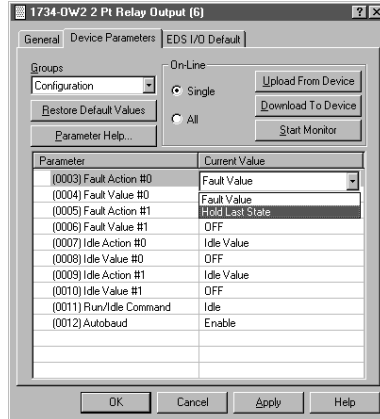 1734-OW2 2 Pt Relay Output (6)
General Device Parameters EDS I/O Default
Groups
Configuration
Restore Default Values
Parameter Help...
On-Line
Single
All
Upload From Device
Download To Device
Start Monitor
Parameter Current Value
(0003) Fault Action #0 Fault Value
(0004) Fault Value #0 Fault Value
(0005) Fault Action #1 Hold Last State
(0006) Fault Value #1 OFF
(0007) Idle Action #0 Idle Value
(0008) Idle Value #0 OFF
(0009) Idle Action #1 Idle Value
(0010) Idle Value #1 OFF
(0011) Run/Idle Command Idle
(0012) Autobaud Enable
OK Cancel Apply Help